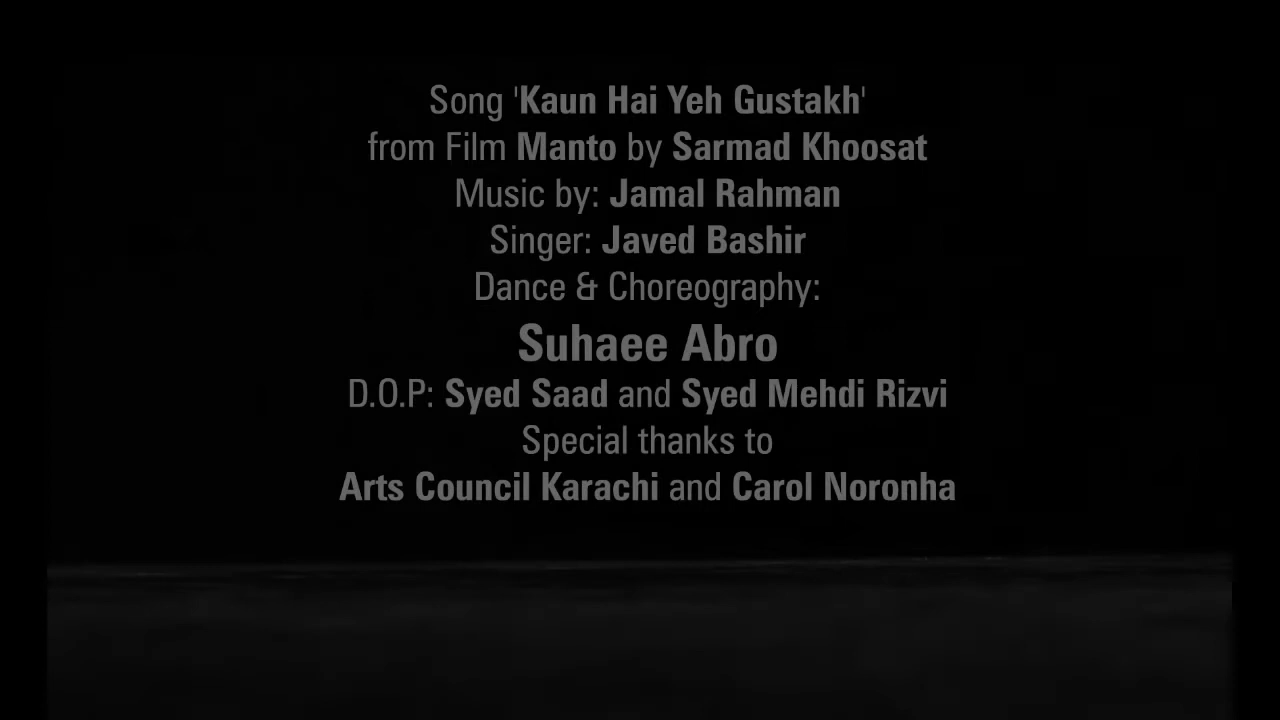 Song 'Kaun Hai Yeh Gustakh'
from Film Manto by Sarmad Khoosat
Music by: Jamal Rahman
Singer: Javed Bashir
Dance & Choreography:
Suhaee Abro
D.O.P: Syed Saad and Syed Mehdi Rizvi
Special thanks to
Arts Council Karachi and Carol Noronha